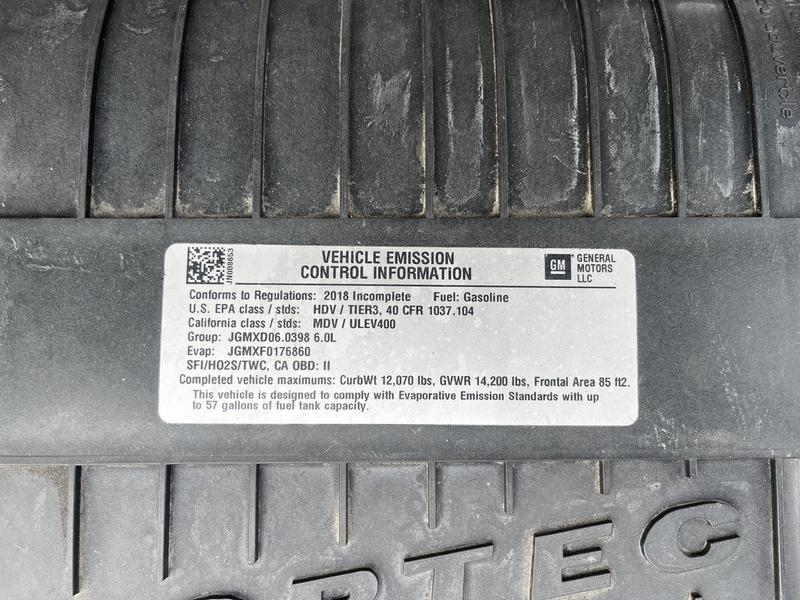 du couvercle
JN008653
VEHICLE EMISSION
CONTROL INFORMATION
GM
GENERAL
MOTORS
LLC
Conforms to Regulations: 2018 Incomplete Fuel: Gasoline
U.S. EPA class / stds: HDV / TIER3, 40 CFR 1037.104
California class / stds: MDV / ULEV400
Group: JGMXD06.0398 6.0L
Evap: JGMXF0176860
SFI/HO2S/TWC, CA OBD: II
Completed vehicle maximums: CurbWt 12,070 lbs, GVWR 14,200 lbs, Frontal Area 85 ft2.
This vehicle is designed to comply with Evaporative Emission Standards with up
to 57 gallons of fuel tank capacity.
ORTEC